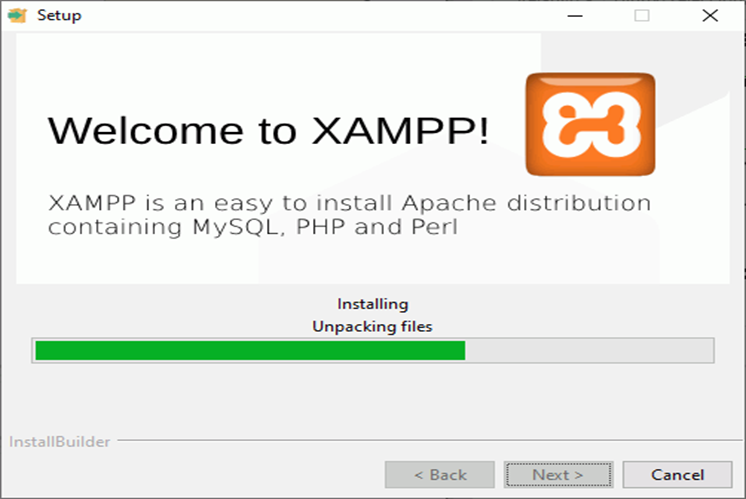 Setup
Welcome to XAMPP!
XAMPP is an easy to install Apache distribution
containing MySQL, PHP and Perl
Installing
Unpacking files
InstallBuilder
< Back
Next >
Cancel